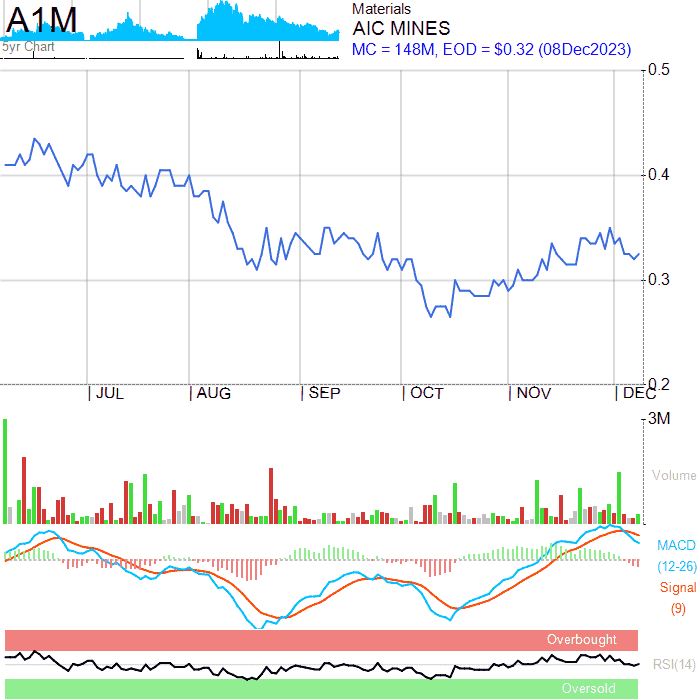 A1M
5yr Chart
Materials
AIC MINES
MC = 148M, EOD = $0.32 (08Dec2023)
0.5
0.4
0.3
0.2
JUL AUG SEP OCT NOV DEC
3M
Volume
MACD
(12-26)
Signal
(9)
Overbought
RSI(14)
Oversold